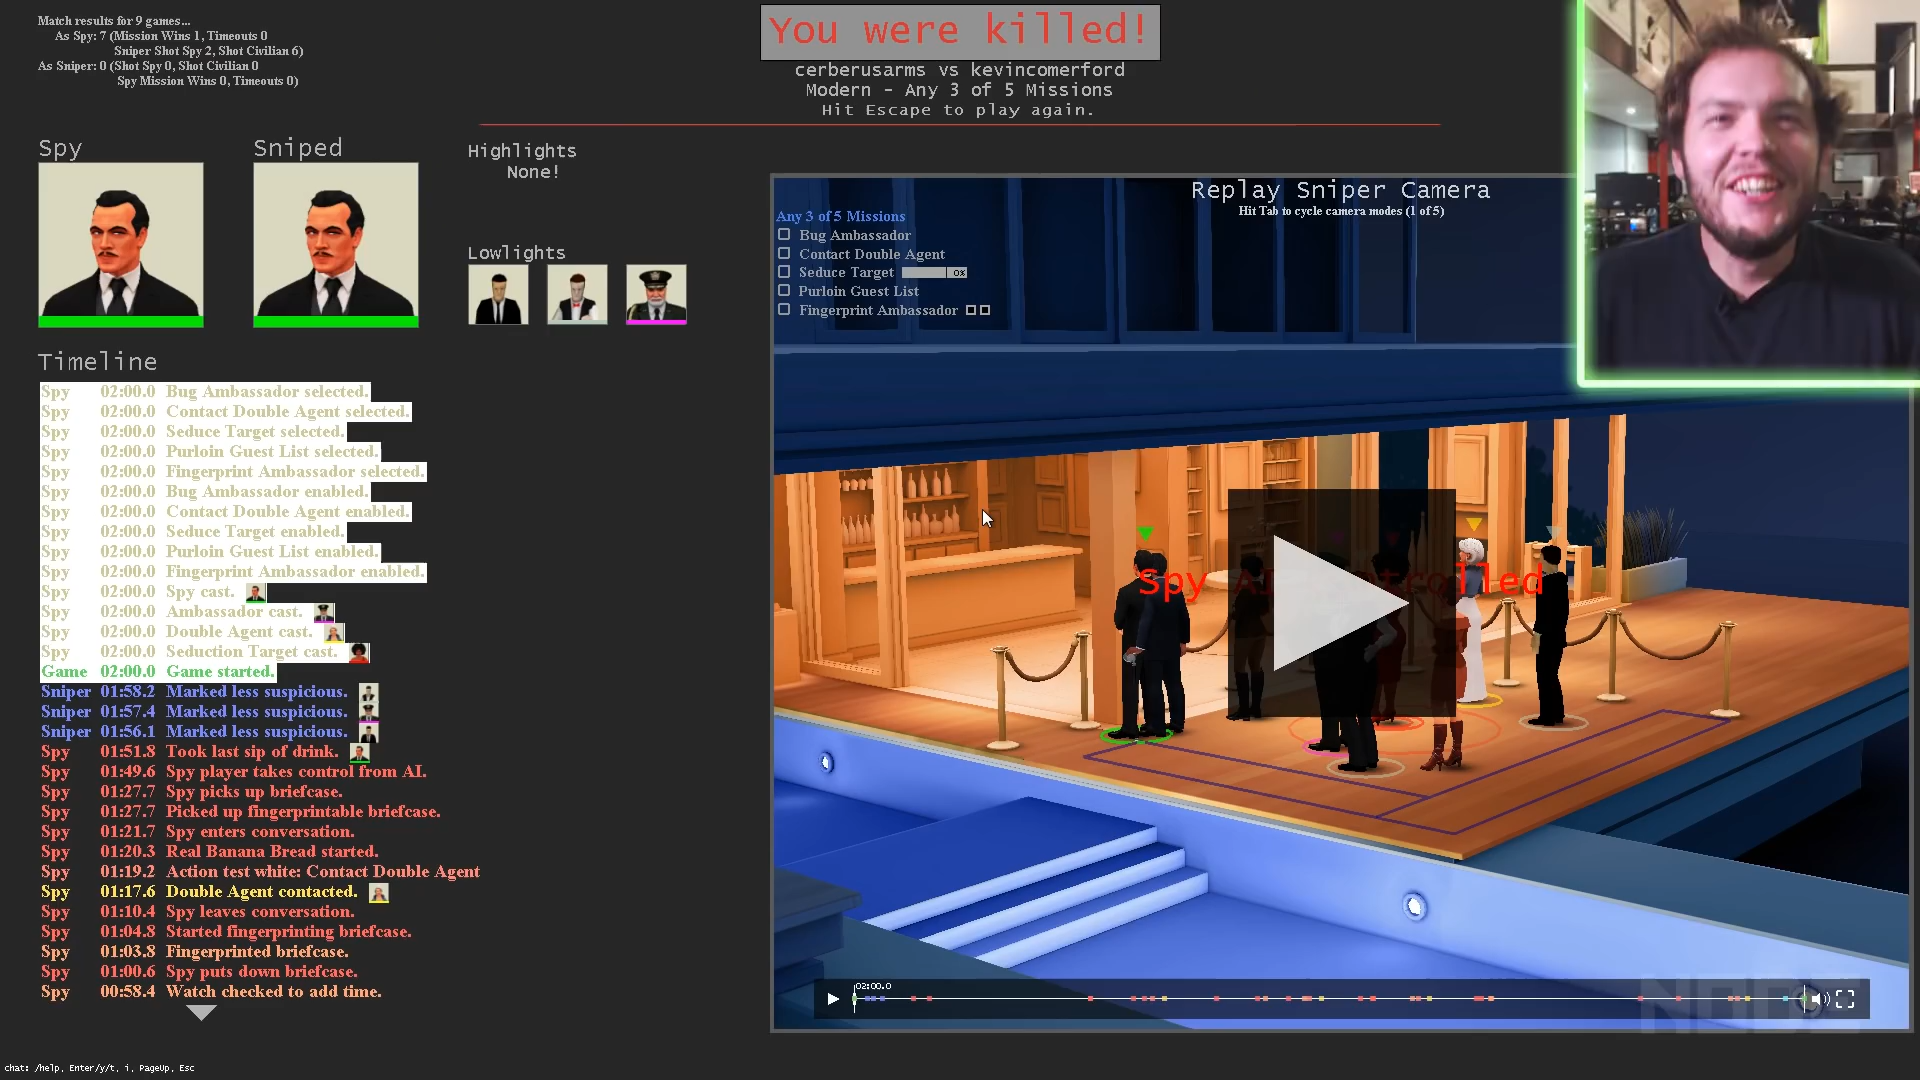 Match results for 9 games...
As Spy: 7 (Mission Wins 1, Timeouts 0
Sniper Shot Spy 2, Shot Civilian 6)
As Sniper: 0 (Shot Spy 0, Shot Civilian 0
Spy Mission Wins 0, Timeouts 0)
You were killed!
cerberusarms vs kevincomerford
Modern - Any 3 of 5 Missions
Hit Escape to play again.
Spy
Sniped
Highlights
None!
Lowlights
Timeline
Spy 02:00.0 Bug Ambassador selected.
Spy 02:00.0 Contact Double Agent selected.
Spy 02:00.0 Seduce Target selected.
Spy 02:00.0 Purloin Guest List selected.
Spy 02:00.0 Fingerprint Ambassador selected.
Spy 02:00.0 Bug Ambassador enabled.
Spy 02:00.0 Contact Double Agent enabled.
Spy 02:00.0 Seduce Target enabled.
Spy 02:00.0 Purloin Guest List enabled.
Spy 02:00.0 Fingerprint Ambassador enabled.
Spy 02:00.0 Spy cast.
Spy 02:00.0 Ambassador cast.
Spy 02:00.0 Double Agent cast.
Spy 02:00.0 Seduction Target cast.
Game 02:00.0 Game started.
Sniper 01:58.2 Marked less suspicious.
Sniper 01:57.4 Marked less suspicious.
Sniper 01:56.1 Marked less suspicious.
Spy 01:51.8 Took last sip of drink.
Spy 01:49.6 Spy player takes control from AI.
Spy 01:27.7 Spy picks up briefcase.
Spy 01:27.7 Picked up fingerprintable briefcase.
Spy 01:21.7 Spy enters conversation.
Spy 01:20.3 Real Banana Bread started.
Spy 01:19.2 Action test white: Contact Double Agent
Spy 01:17.6 Double Agent contacted.
Spy 01:10.4 Spy leaves conversation.
Spy 01:04.8 Started fingerprinting briefcase.
Spy 01:03.8 Fingerprinted briefcase.
Spy 01:00.6 Spy puts down briefcase.
Spy 00:58.4 Watch checked to add time.
Replay Sniper Camera
Hit Tab to cycle camera modes (1 of 5)
Any 3 of 5 Missions
Bug Ambassador
Contact Double Agent
Seduce Target 0%
Purloin Guest List
Fingerprint Ambassador
02:00.0
chat: /help, Enter/y/t, i, PageUp, Esc